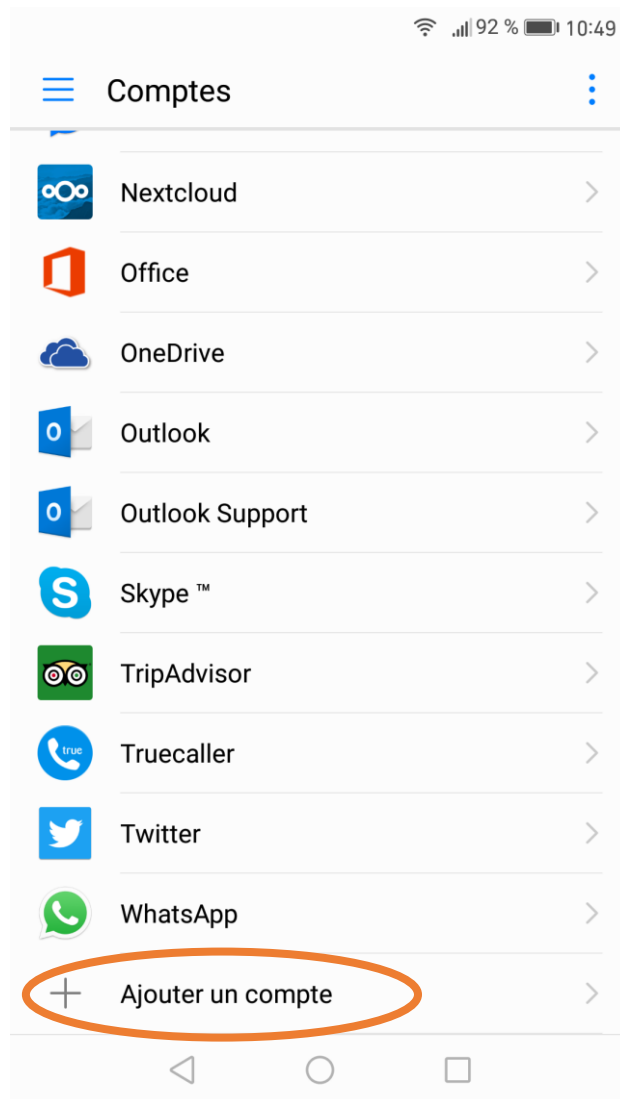 92 % 10:49
Comptes
Nextcloud
Office
OneDrive
O Outlook
O Outlook Support
S Skype ™
TripAdvisor
true Truecaller
Twitter
WhatsApp
Ajouter un compte